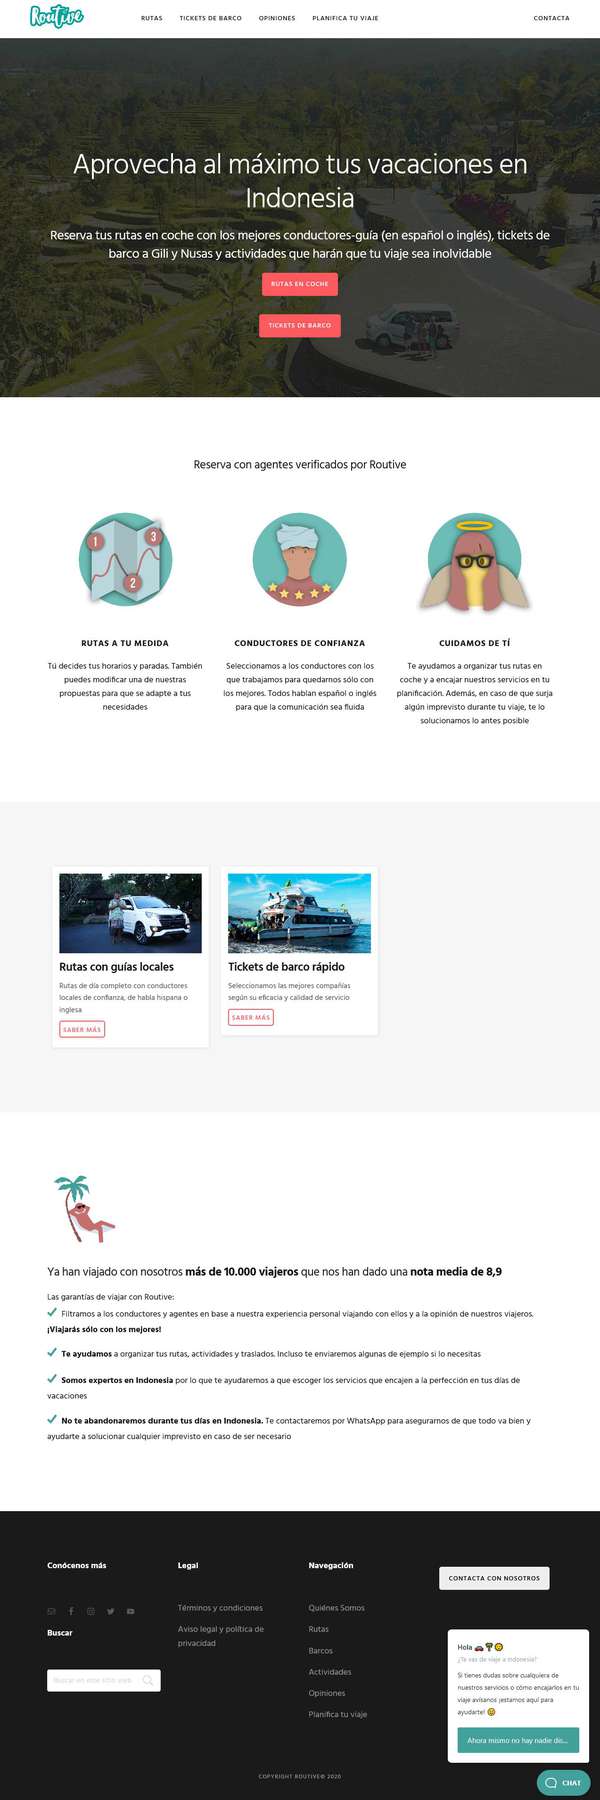 Routive
RUTAS
TICKETS DE BARCO
OPINIONES
PLANIFICA TU VIAJE
CONTACTA
Aprovecha al máximo tus vacaciones en
Indonesia
Reserva tus rutas en coche con los mejores conductores-guía (en español o inglés), tickets de
barco a Gili y Nusas y actividades que harán que tu viaje sea inolvidable
RUTAS EN COCHE
TICKETS DE BARCO
Reserva con agentes verificados por Routive
1
2
3
RUTAS A TU MEDIDA
Tú decides tus horarios y paradas. También
puedes modificar una de nuestras
propuestas para que se adapte a tus
necesidades
CONDUCTORES DE CONFIANZA
Seleccionamos a los conductores con los
que trabajamos para quedarnos sólo con
los mejores. Todos hablan español o inglés
para que la comunicación sea fluida
CUIDAMOS DE TÍ
Te ayudamos a organizar tus rutas en
coche y a encajar nuestros servicios en tu
planificación. Además, en caso de que surja
algún imprevisto durante tu viaje, te lo
solucionamos lo antes posible
Rutas con guías locales
Rutas de día completo con conductores
locales de confianza, de habla hispana o
inglesa
SABER MÁS
Tickets de barco rápido
Seleccionamos las mejores compañías
según su eficacia y calidad de servicio
SABER MÁS
Ya han viajado con nosotros más de 10.000 viajeros que nos han dado una nota media de 8,9
Las garantías de viajar con Routive:
Filtramos a los conductores y agentes en base a nuestra experiencia personal viajando con ellos y a la opinión de nuestros viajeros.
¡Viajarás sólo con los mejores!
Te ayudamos a organizar tus rutas, actividades y traslados. Incluso te enviaremos algunas de ejemplo si lo necesitas
Somos expertos en Indonesia por lo que te ayudaremos a que escoger los servicios que encajen a la perfección en tus días de
vacaciones
No te abandonaremos durante tus días en Indonesia. Te contactaremos por WhatsApp para asegurarnos de que todo va bien y
ayudarte a solucionar cualquier imprevisto en caso de ser necesario
Conócenos más
Buscar
Buscar en este sitio web
Legal
Términos y condiciones
Aviso legal y política de
privacidad
Navegación
Quiénes Somos
Rutas
Barcos
Actividades
Opiniones
Planifica tu viaje
CONTACTA CON NOSOTROS
Hola
¿Te vas de viaje a Indonesia?
Si tienes dudas sobre cualquiera de
nuestros servicios o cómo encajarlos en tu
viaje avísanos ¡estamos aquí para
ayudarte!
Ahora mismo no hay nadie dis...
CHAT
COPYRIGHT ROUTIVE© 2020